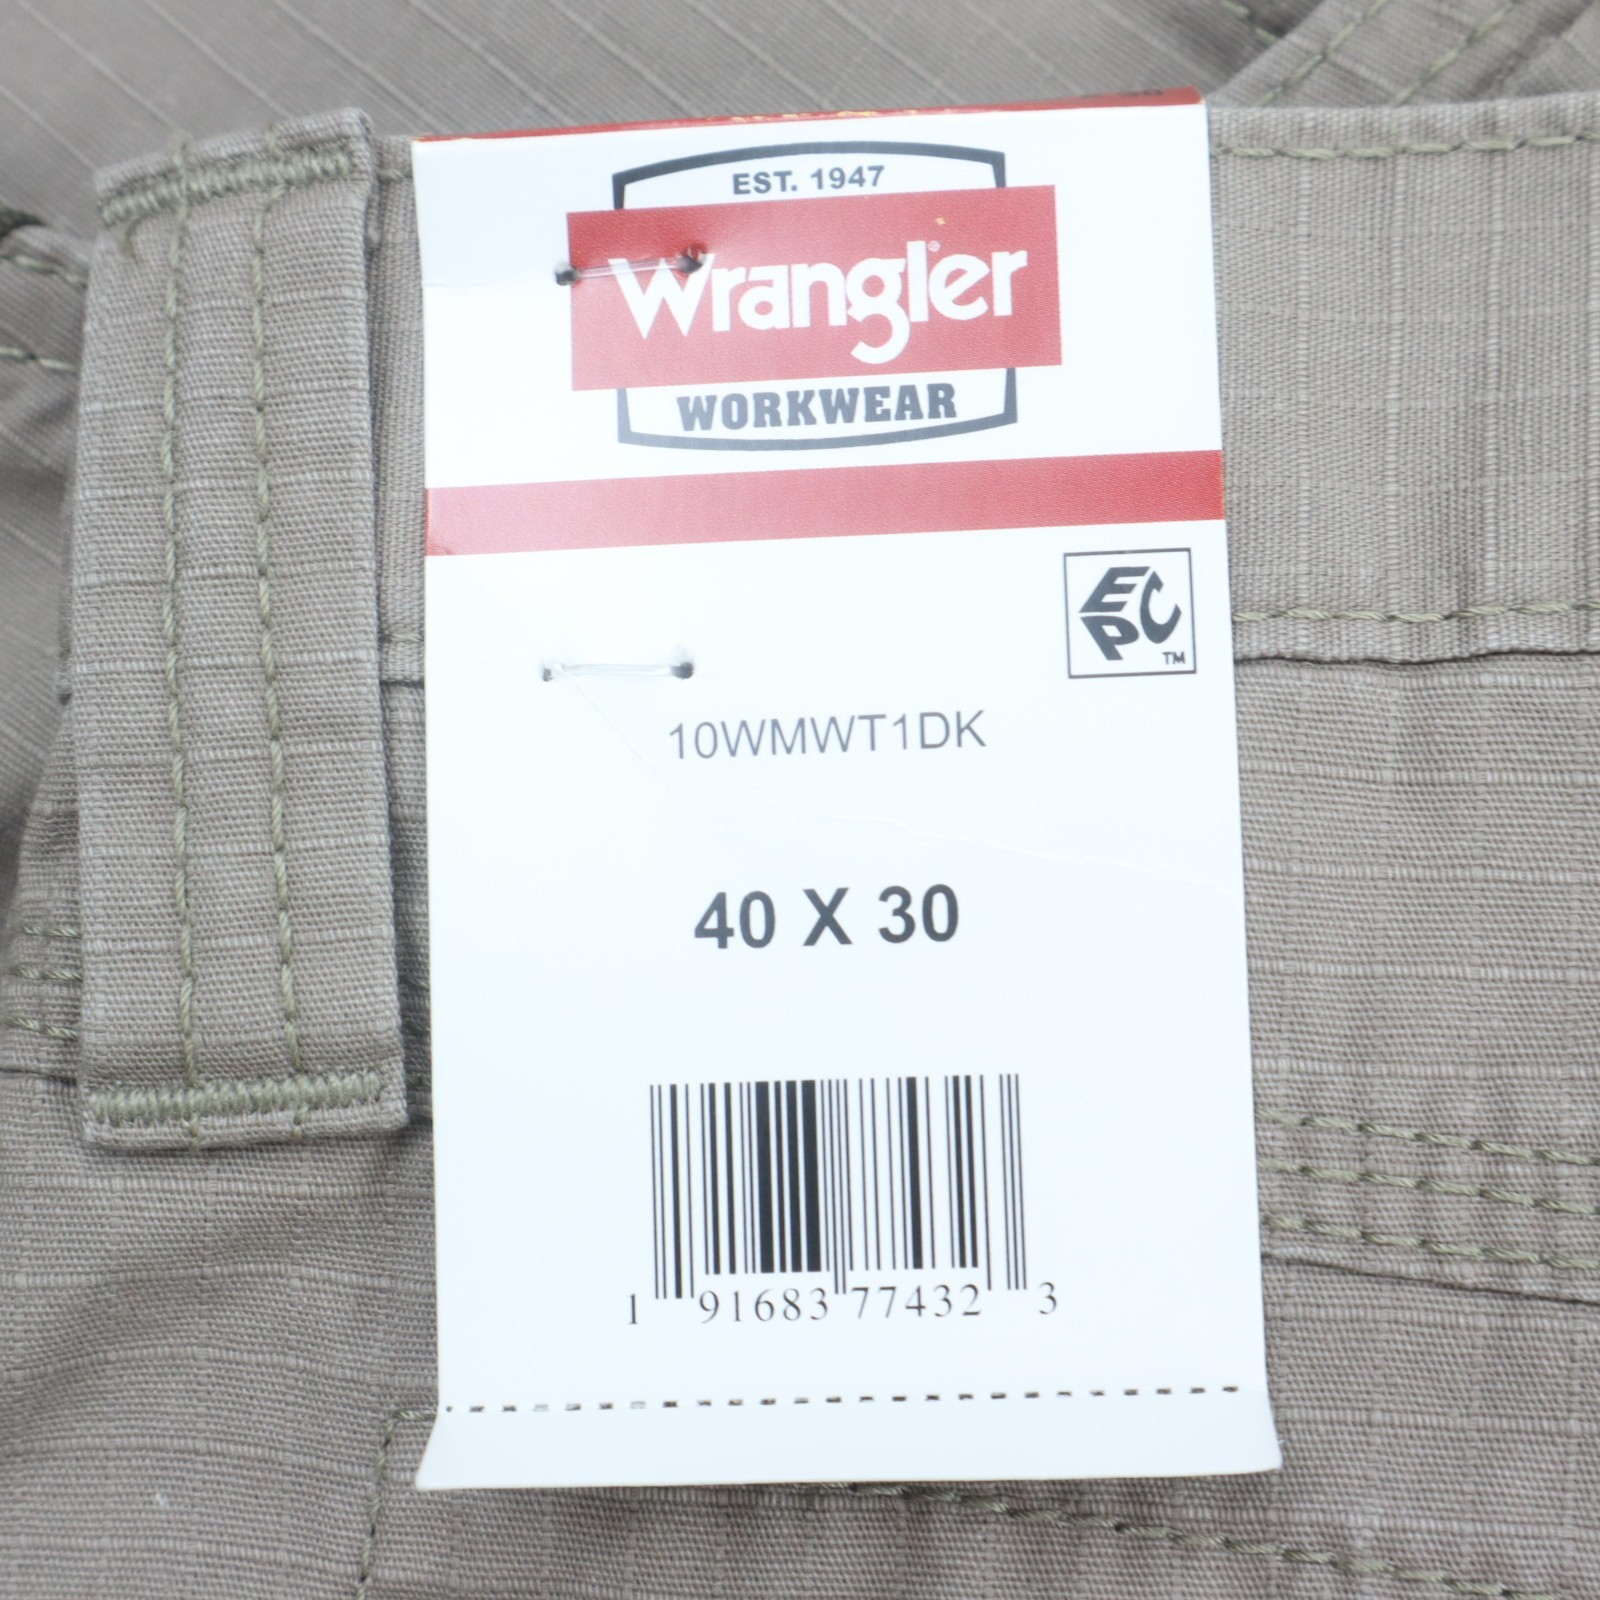 EST. 1947
Wrangler®
WORKWEAR
EPC
TM
10WMWT1DK
40 X 30
1 91683 77432 3